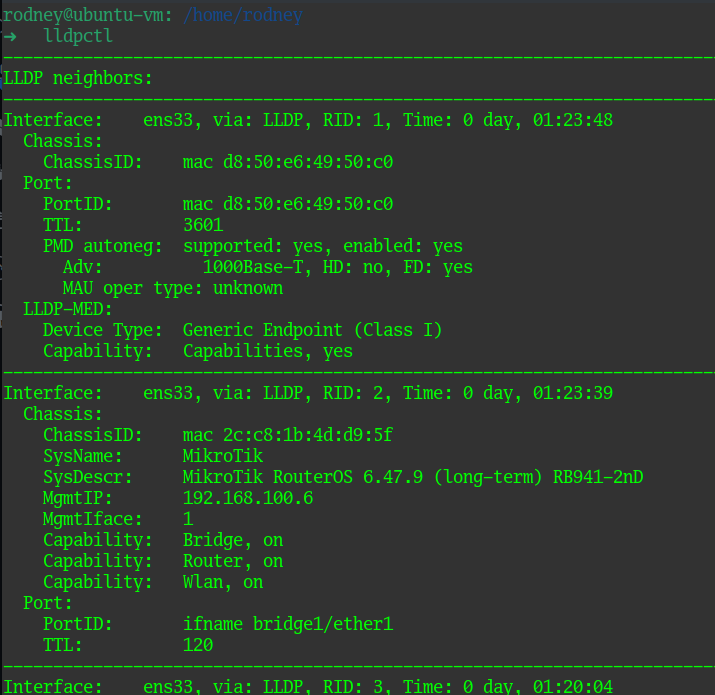 rodney@ubuntu-vm: /home/rodney
→ lldpctl
-------------------------------------------------------------------------------
LLDP neighbors:
-------------------------------------------------------------------------------
Interface:    ens33, via: LLDP, RID: 1, Time: 0 day, 01:23:48
  Chassis:
    ChassisID:    mac d8:50:e6:49:50:c0
  Port:
    PortID:       mac d8:50:e6:49:50:c0
    TTL:          3601
    PMD autoneg:  supported: yes, enabled: yes
      Adv:          1000Base-T, HD: no, FD: yes
      MAU oper type: unknown
  LLDP-MED:
    Device Type:  Generic Endpoint (Class I)
    Capability:   Capabilities, yes
-------------------------------------------------------------------------------
Interface:    ens33, via: LLDP, RID: 2, Time: 0 day, 01:23:39
  Chassis:
    ChassisID:    mac 2c:c8:1b:4d:d9:5f
    SysName:      MikroTik
    SysDescr:     MikroTik RouterOS 6.47.9 (long-term) RB941-2nD
    MgmtIP:       192.168.100.6
    MgmtIface:    1
    Capability:   Bridge, on
    Capability:   Router, on
    Capability:   Wlan, on
  Port:
    PortID:       ifname bridge1/ether1
    TTL:          120
-------------------------------------------------------------------------------
Interface:    ens33, via: LLDP, RID: 3, Time: 0 day, 01:20:04